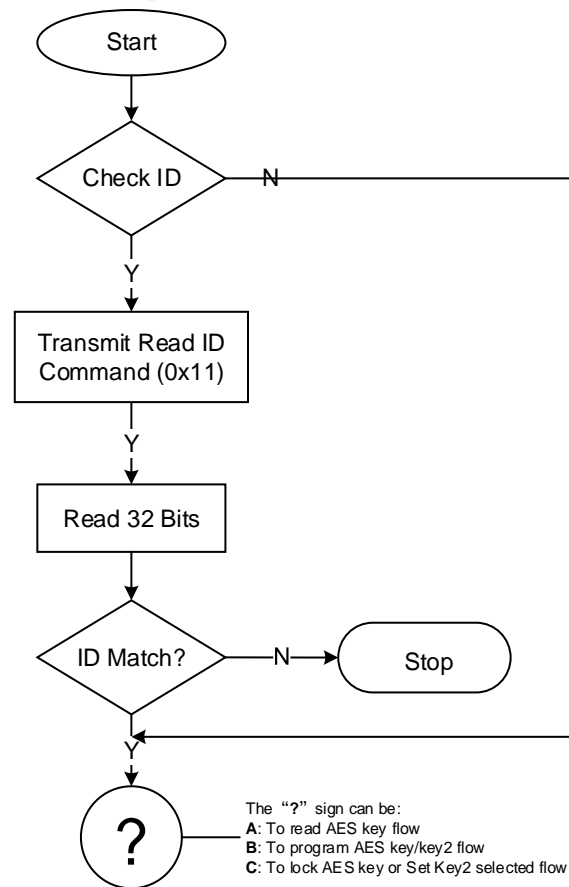 Start
Check ID
N
Y
Transmit Read ID
Command (0x11)
Y
Read 32 Bits
ID Match?
N
Stop
Y
?
The “?” sign can be:
A: To read AES key flow
B: To program AES key/key2 flow
C: To lock AES key or Set Key2 selected flow